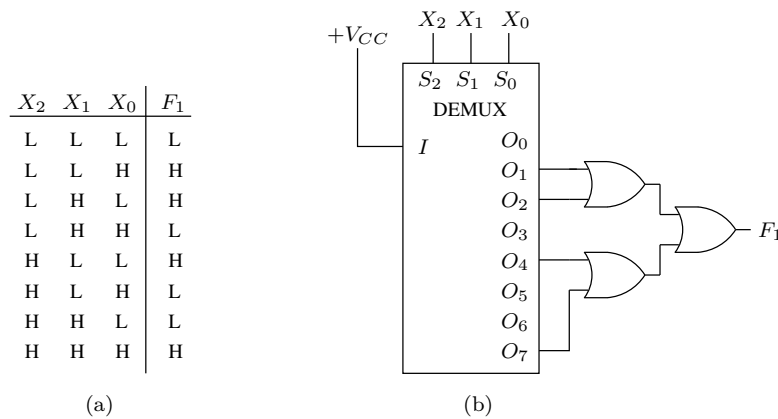 X₂ X₁ X₀ F₁
L L L L
L L H H
L H L H
L H H L
H L L H
H L H L
H H L L
H H H H
(a)
+V_CC
X₂ X₁ X₀
S₂ S₁ S₀
DEMUX
I
O₀
O₁
O₂
O₃
O₄
O₅
O₆
O₇
F₁
(b)